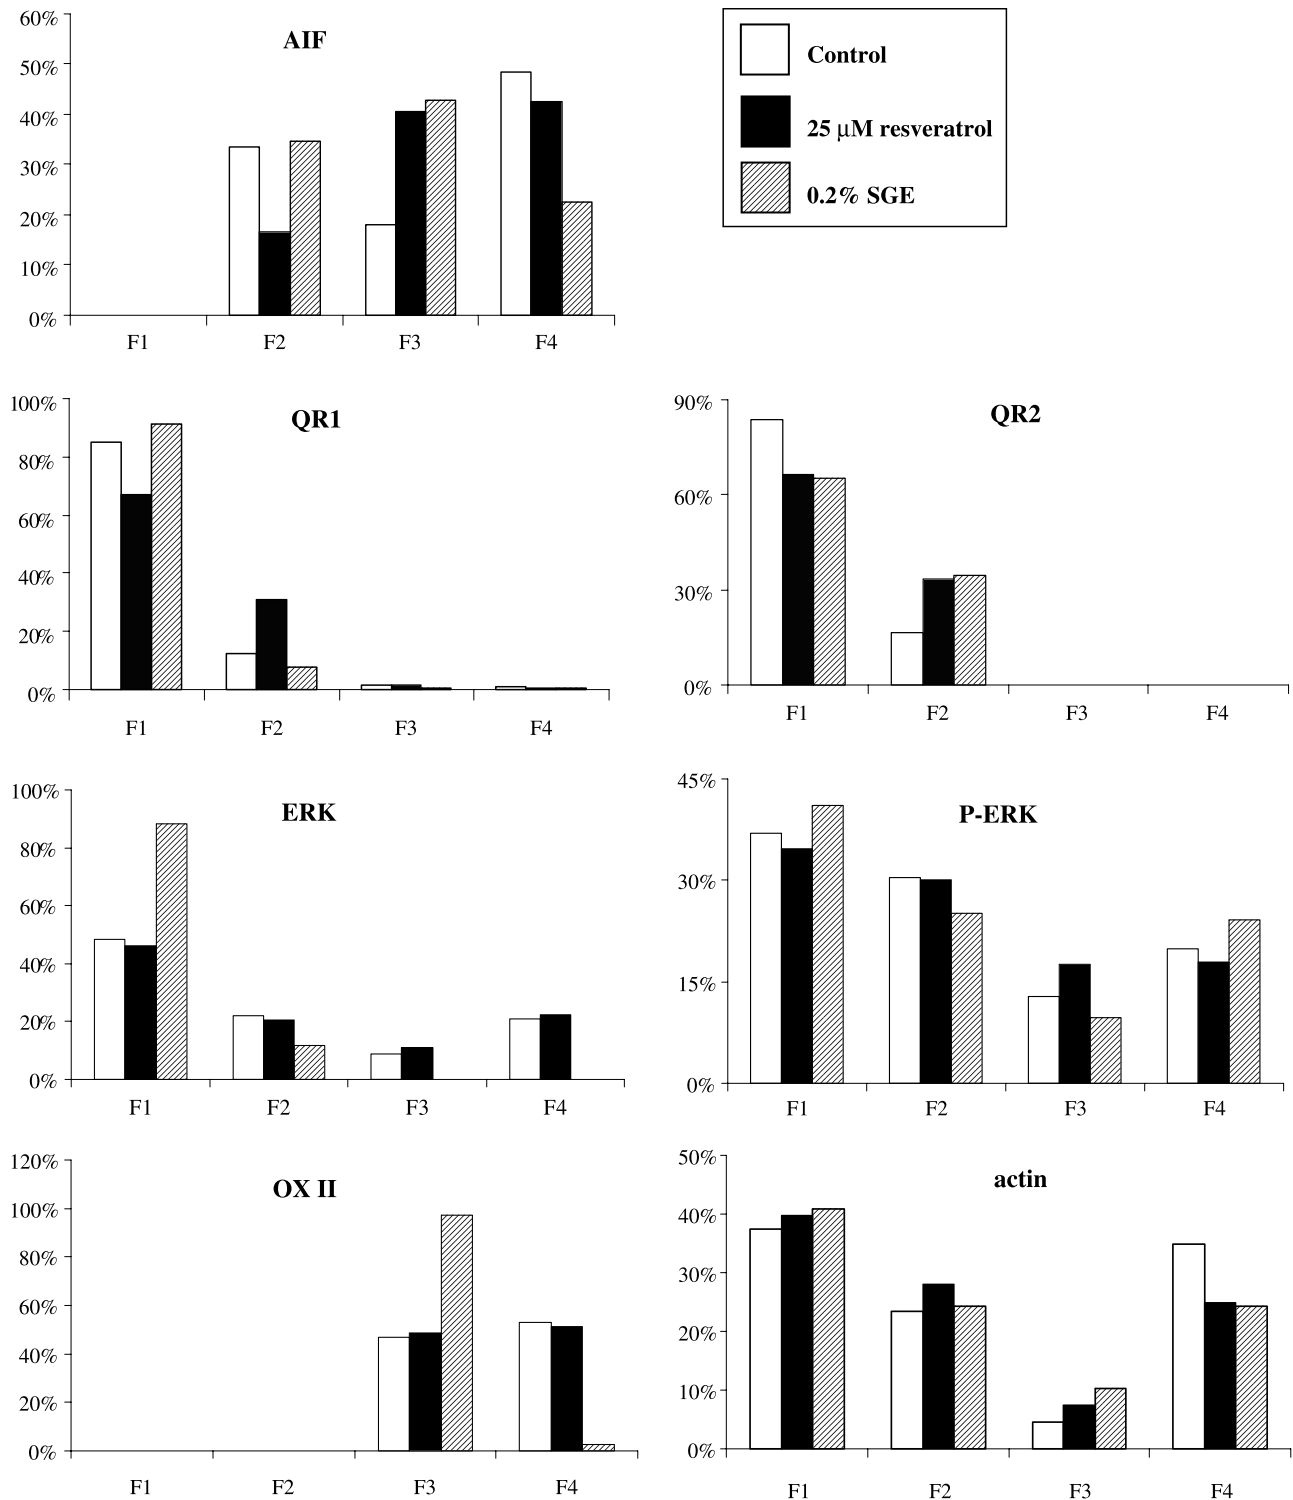 AIF
60%
50%
40%
30%
20%
10%
0%
F1 F2 F3 F4
Control
25 μM resveratrol
0.2% SGE
QR1
100%
80%
60%
40%
20%
0%
F1 F2 F3 F4
QR2
90%
60%
30%
0%
F1 F2 F3 F4
ERK
100%
80%
60%
40%
20%
0%
F1 F2 F3 F4
P-ERK
45%
30%
15%
0%
F1 F2 F3 F4
OX II
120%
100%
80%
60%
40%
20%
0%
F1 F2 F3 F4
actin
50%
40%
30%
20%
10%
0%
F1 F2 F3 F4